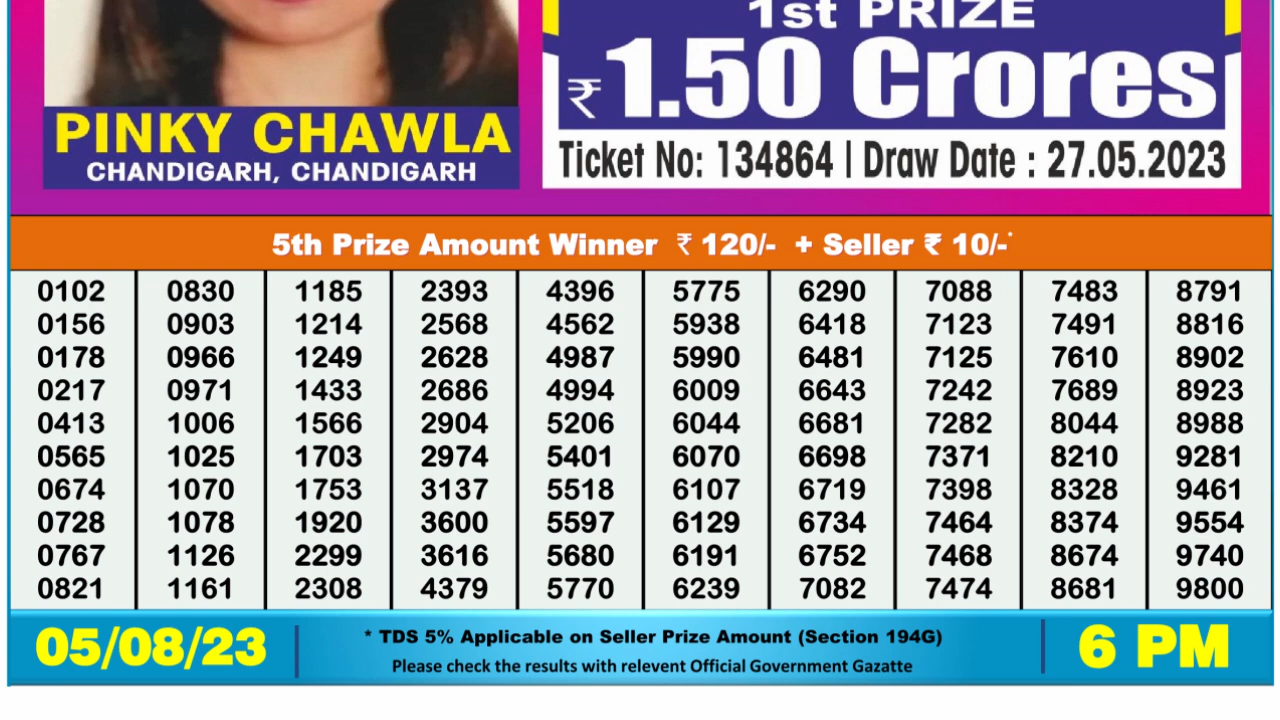 1st PRIZE
₹ 1.50 Crores
PINKY CHAWLA
CHANDIGARH, CHANDIGARH
Ticket No: 134864 | Draw Date : 27.05.2023
5th Prize Amount Winner ₹ 120/- + Seller ₹ 10/-*
0102 0830 1185 2393 4396 5775 6290 7088 7483 8791
0156 0903 1214 2568 4562 5938 6418 7123 7491 8816
0178 0966 1249 2628 4987 5990 6481 7125 7610 8902
0217 0971 1433 2686 4994 6009 6643 7242 7689 8923
0413 1006 1566 2904 5206 6044 6681 7282 8044 8988
0565 1025 1703 2974 5401 6070 6698 7371 8210 9281
0674 1070 1753 3137 5518 6107 6719 7398 8328 9461
0728 1078 1920 3600 5597 6129 6734 7464 8374 9554
0767 1126 2299 3616 5680 6191 6752 7468 8674 9740
0821 1161 2308 4379 5770 6239 7082 7474 8681 9800
05/08/23
* TDS 5% Applicable on Seller Prize Amount (Section 194G)
Please check the results with relevent Official Government Gazatte
6 PM